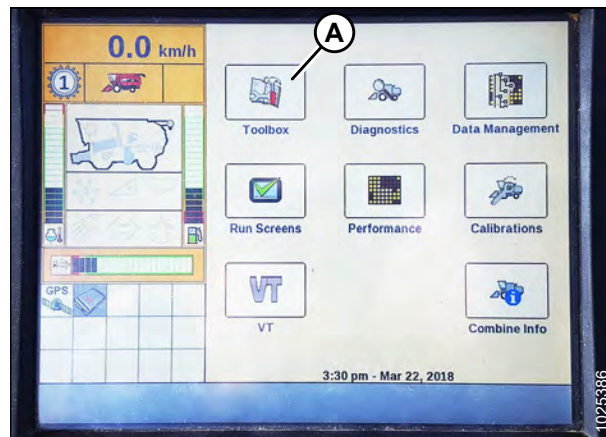 A
0.0 km/h
1
Toolbox
Diagnostics
Data Management
Run Screens
Performance
Calibrations
GPS
VT
VT
Combine Info
3:30 pm - Mar 22, 2018
1025386